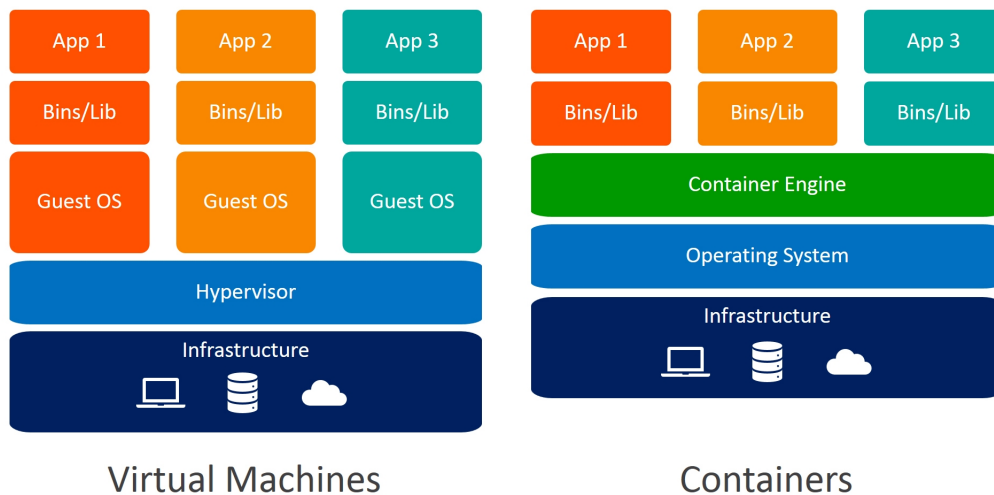 App 1
App 2
App 3
Bins/Lib
Bins/Lib
Bins/Lib
Guest OS
Guest OS
Guest OS
Hypervisor
Infrastructure
Virtual Machines
App 1
App 2
App 3
Bins/Lib
Bins/Lib
Bins/Lib
Container Engine
Operating System
Infrastructure
Containers